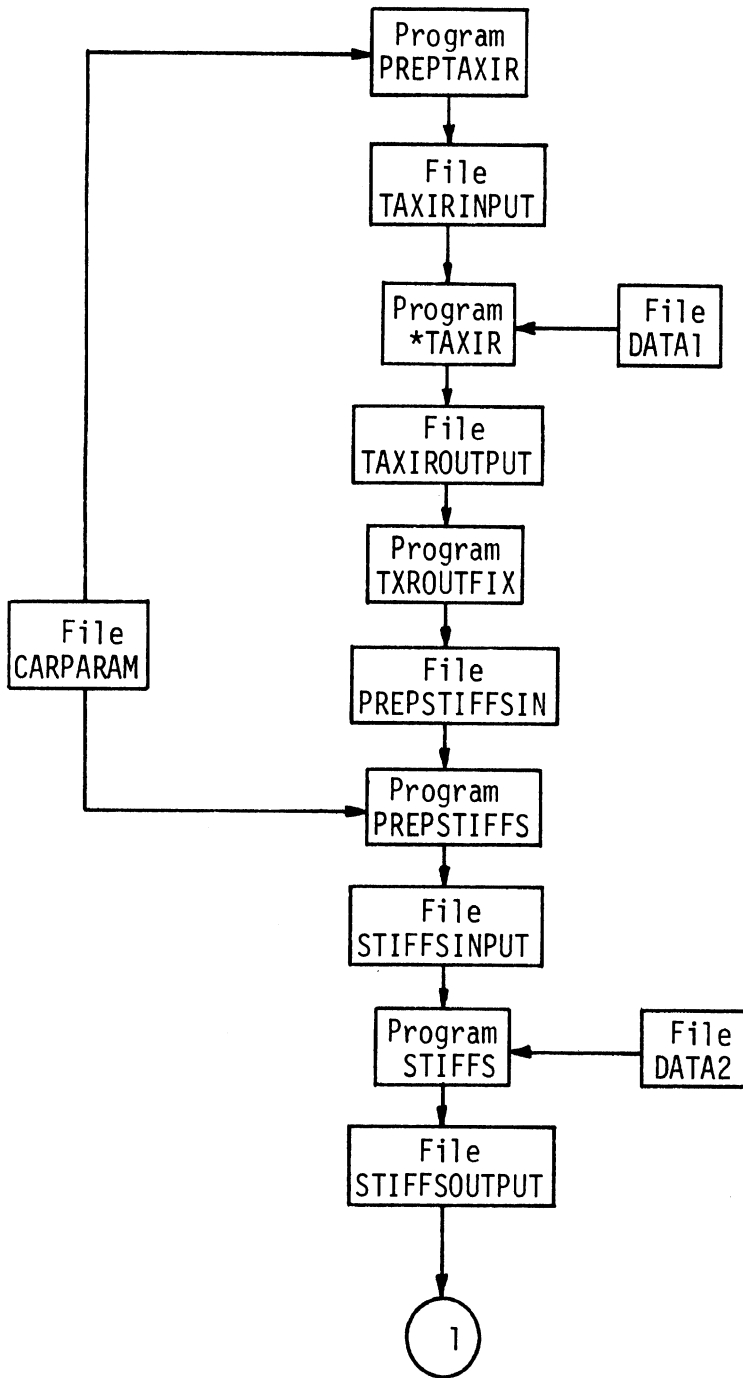 Program
PREPTAXIR
File
TAXIRINPUT
Program
*TAXIR
File
DATA1
File
TAXIROUTPUT
Program
TXROUTFIX
File
CARPARAM
File
PREPSTIFFSIN
Program
PREPSTIFFS
File
STIFFSINPUT
Program
STIFFS
File
DATA2
File
STIFFSOUTPUT
1